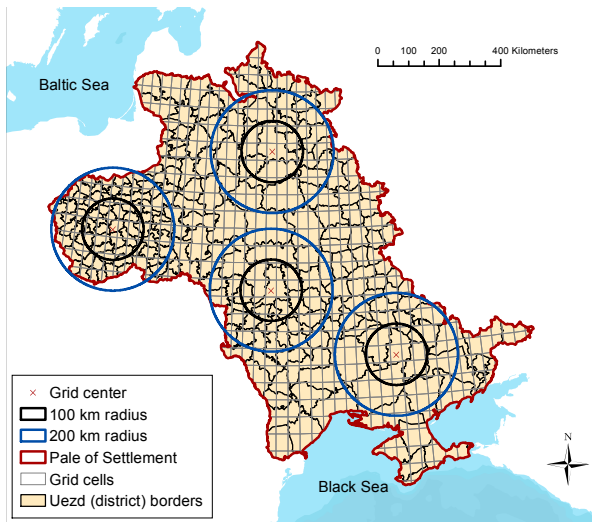 Baltic Sea
0 100 200 400 Kilometers
Grid center
100 km radius
200 km radius
Pale of Settlement
Grid cells
Uezd (district) borders
Black Sea
N